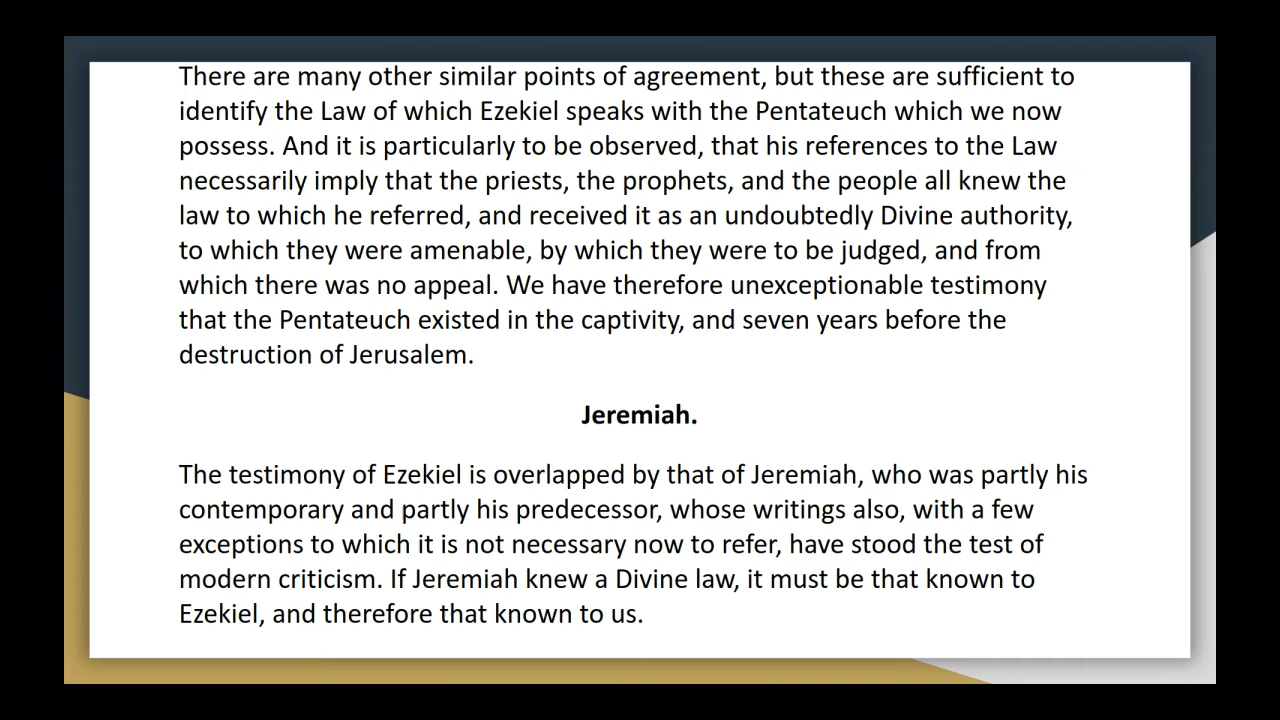 There are many other similar points of agreement, but these are sufficient to
identify the Law of which Ezekiel speaks with the Pentateuch which we now
possess. And it is particularly to be observed, that his references to the Law
necessarily imply that the priests, the prophets, and the people all knew the
law to which he referred, and received it as an undoubtedly Divine authority,
to which they were amenable, by which they were to be judged, and from
which there was no appeal. We have therefore unexceptionable testimony
that the Pentateuch existed in the captivity, and seven years before the
destruction of Jerusalem.
Jeremiah.
The testimony of Ezekiel is overlapped by that of Jeremiah, who was partly his
contemporary and partly his predecessor, whose writings also, with a few
exceptions to which it is not necessary now to refer, have stood the test of
modern criticism. If Jeremiah knew a Divine law, it must be that known to
Ezekiel, and therefore that known to us.